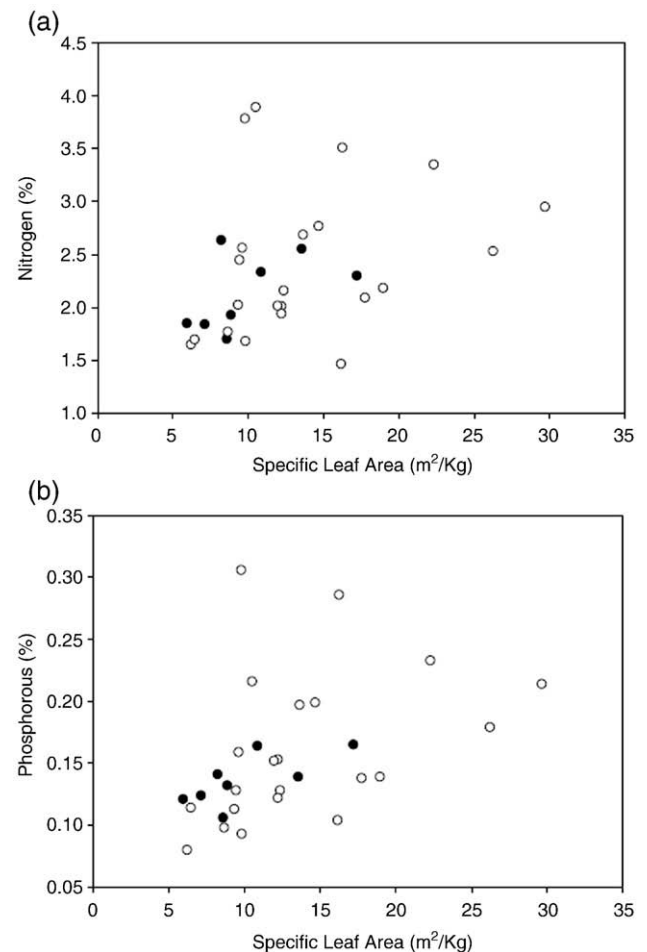 (a)
4.5
4.0
3.5
3.0
2.5
2.0
1.5
1.0
Nitrogen (%)
0 5 10 15 20 25 30 35
Specific Leaf Area (m²/Kg)
(b)
0.35
0.30
0.25
0.20
0.15
0.10
0.05
Phosphorous (%)
0 5 10 15 20 25 30 35
Specific Leaf Area (m²/Kg)